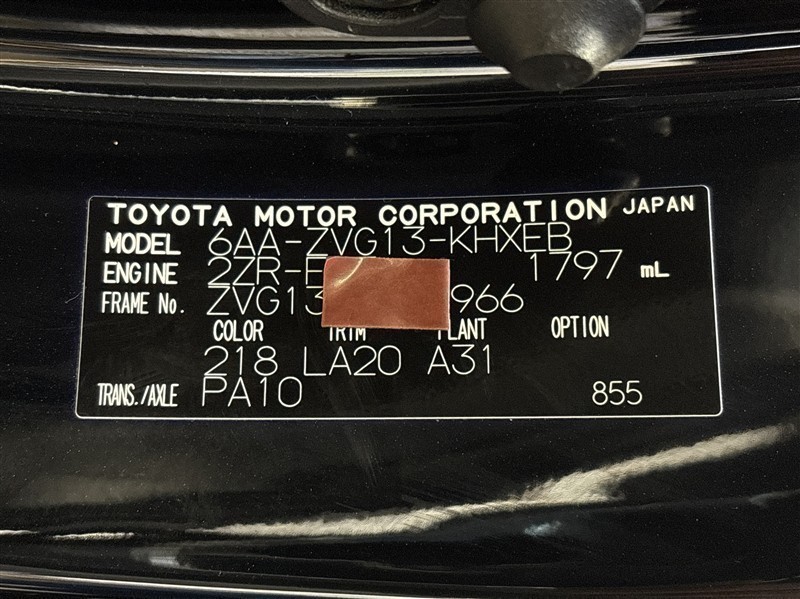 TOYOTA MOTOR CORPORATION JAPAN
MODEL 6AA-ZVG13-KHXEB
ENGINE 2ZR- 1797 mL
FRAME No. ZVG13 966
COLOR TRIM PLANT OPTION
218 LA20 A31
TRANS./AXLE PA10 855